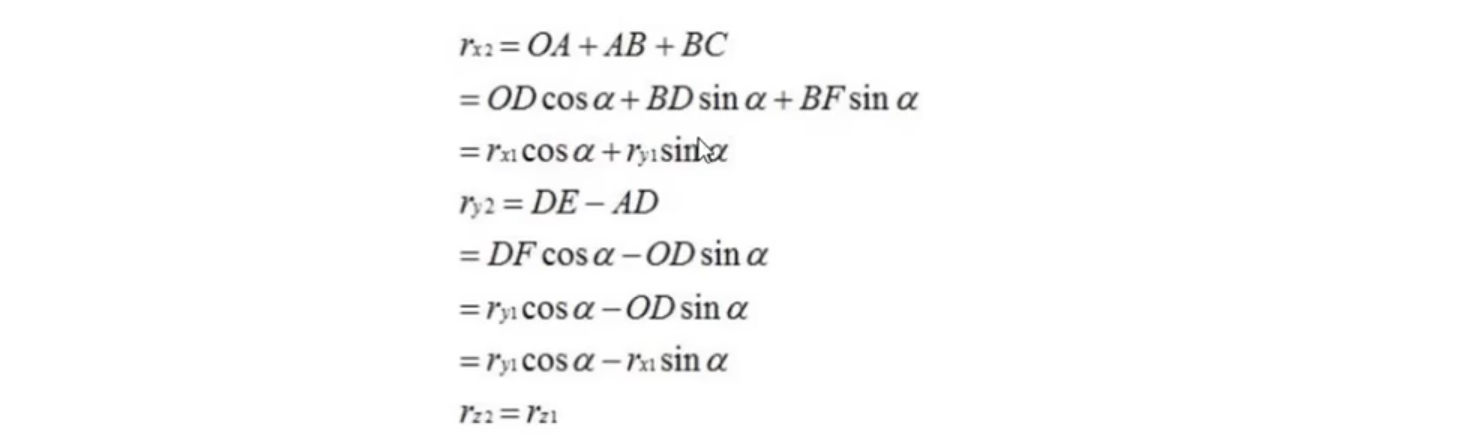 rx2 = OA + AB + BC
= OD cos α + BD sin α + BF sin α
= rx1 cos α + ry1 sin α
ry2 = DE − AD
= DF cos α − OD sin α
= ry1 cos α − OD sin α
= ry1 cos α − rx1 sin α
rz2 = rz1